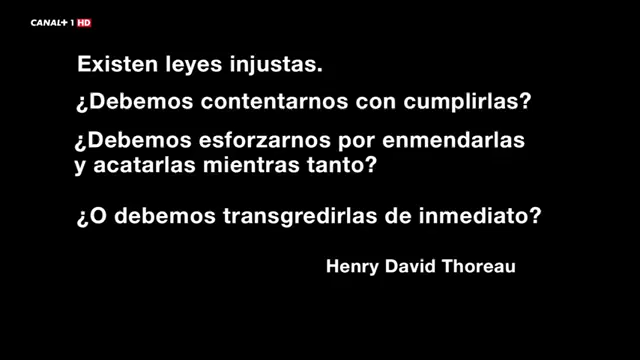 CANAL+ 1 HD
Existen leyes injustas.
¿Debemos contentarnos con cumplirlas?
¿Debemos esforzarnos por enmendarlas
y acatarlas mientras tanto?
¿O debemos transgredirlas de inmediato?
Henry David Thoreau